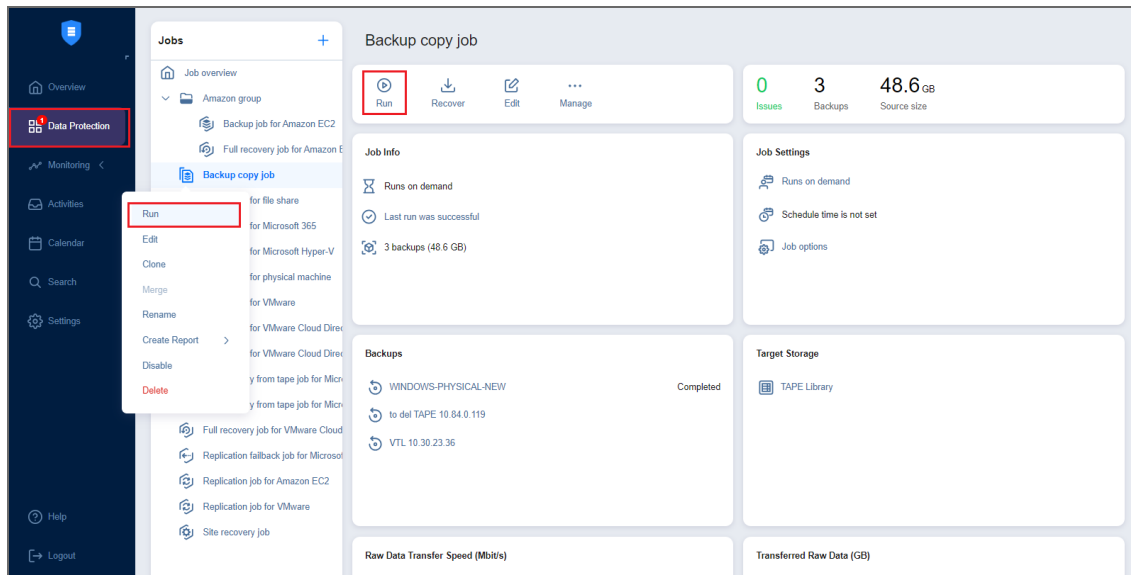 Overview
1
Data Protection
Monitoring
Activities
Calendar
Search
Settings
Help
Logout
Jobs
Job overview
Amazon group
Backup job for Amazon EC2
Full recovery job for Amazon E
Backup copy job
for file share
for Microsoft 365
for Microsoft Hyper-V
for physical machine
for VMware
for VMware Cloud Direc
for VMware Cloud Direc
y from tape job for Micro
y from tape job for Micro
Full recovery job for VMware Cloud
Replication failback job for Microsof
Replication job for Amazon EC2
Replication job for VMware
Site recovery job
Run
Edit
Clone
Merge
Rename
Create Report
Disable
Delete
Backup copy job
Run Recover Edit Manage
0 3 48.6 GB
Issues Backups Source size
Job Info
Runs on demand
Last run was successful
3 backups (48.6 GB)
Job Settings
Runs on demand
Schedule time is not set
Job options
Backups
WINDOWS-PHYSICAL-NEW Completed
to del TAPE 10.84.0.119
VTL 10.30.23.36
Target Storage
TAPE Library
Raw Data Transfer Speed (Mbit/s)
Transferred Raw Data (GB)